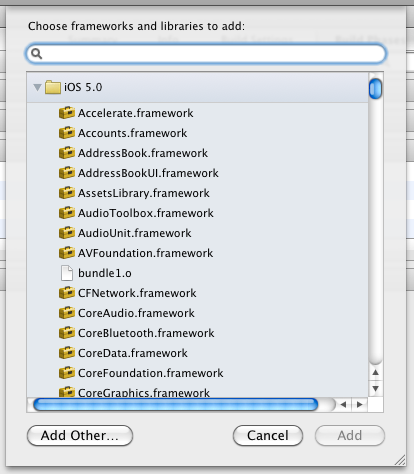 Choose frameworks and libraries to add:
iOS 5.0
Accelerate.framework
Accounts.framework
AddressBook.framework
AddressBookUI.framework
AssetsLibrary.framework
AudioToolbox.framework
AudioUnit.framework
AVFoundation.framework
bundle1.o
CFNetwork.framework
CoreAudio.framework
CoreBluetooth.framework
CoreData.framework
CoreFoundation.framework
CoreGraphics.framework
Add Other...
Cancel
Add